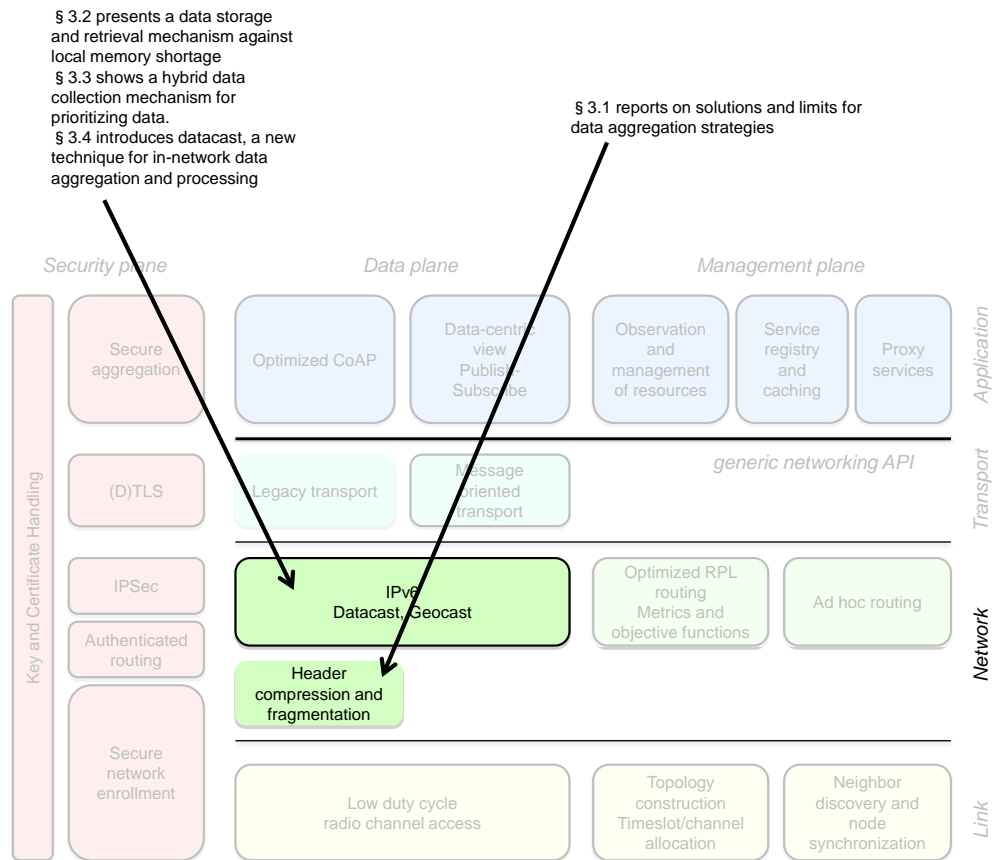 § 3.2 presents a data storage
and retrieval mechanism against
local memory shortage
§ 3.3 shows a hybrid data
collection mechanism for
prioritizing data.
§ 3.4 introduces datacast, a new
technique for in-network data
aggregation and processing
§ 3.1 reports on solutions and limits for
data aggregation strategies
Security plane
Data plane
Management plane
Key and Certificate Handling
Secure
aggregation
Optimized CoAP
Data-centric
view
Publish-
Subscribe
Observation
and
management
of resources
Service
registry
and
caching
Proxy
services
Application
generic networking API
(D)TLS
Legacy transport
Message
oriented
transport
Transport
IPSec
Authenticated
routing
IPv6
Datacast, Geocast
Optimized RPL
routing
Metrics and
objective functions
Ad hoc routing
Header
compression and
fragmentation
Network
Secure
network
enrollment
Low duty cycle
radio channel access
Topology
construction
Timeslot/channel
allocation
Neighbor
discovery and
node
synchronization
Link